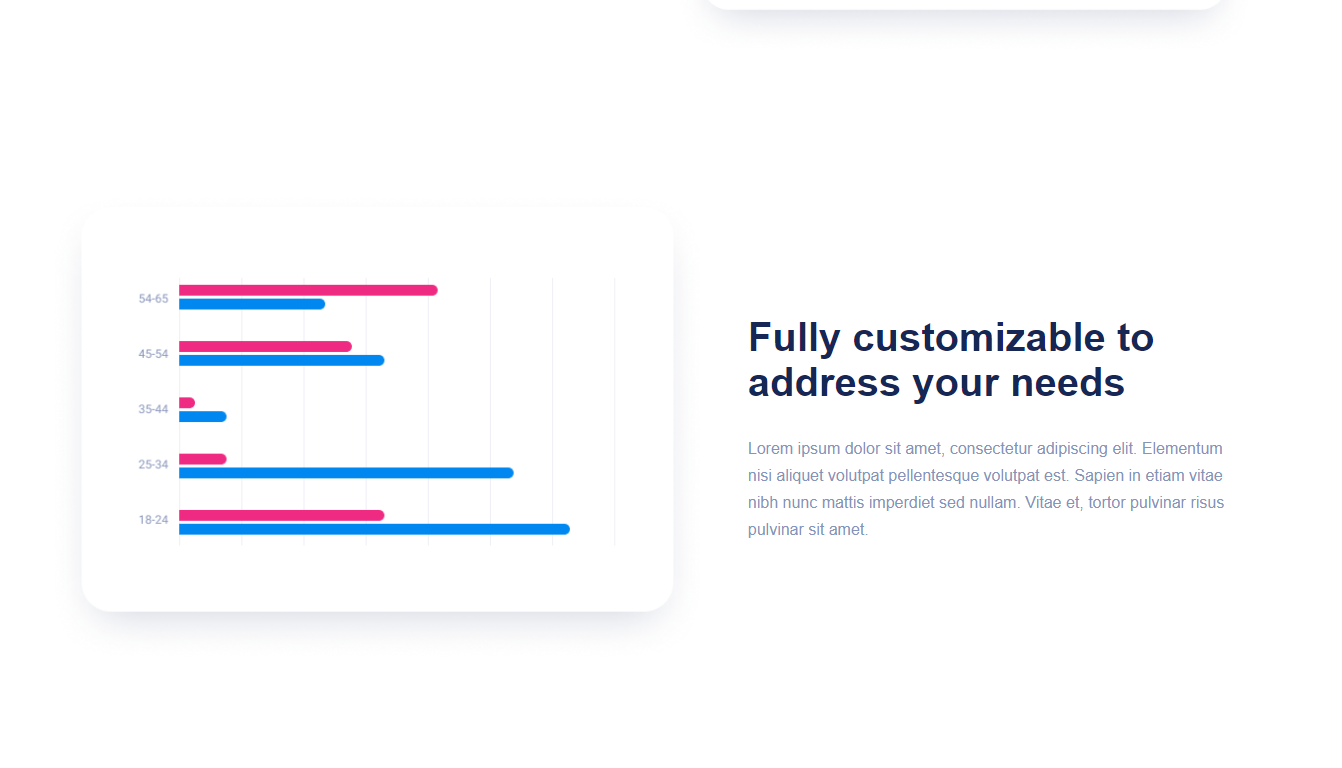 54-65
45-54
35-44
25-34
18-24
Fully customizable to
address your needs
Lorem ipsum dolor sit amet, consectetur adipiscing elit. Elementum
nisi aliquet volutpat pellentesque volutpat est. Sapien in etiam vitae
nibh nunc mattis imperdiet sed nullam. Vitae et, tortor pulvinar risus
pulvinar sit amet.